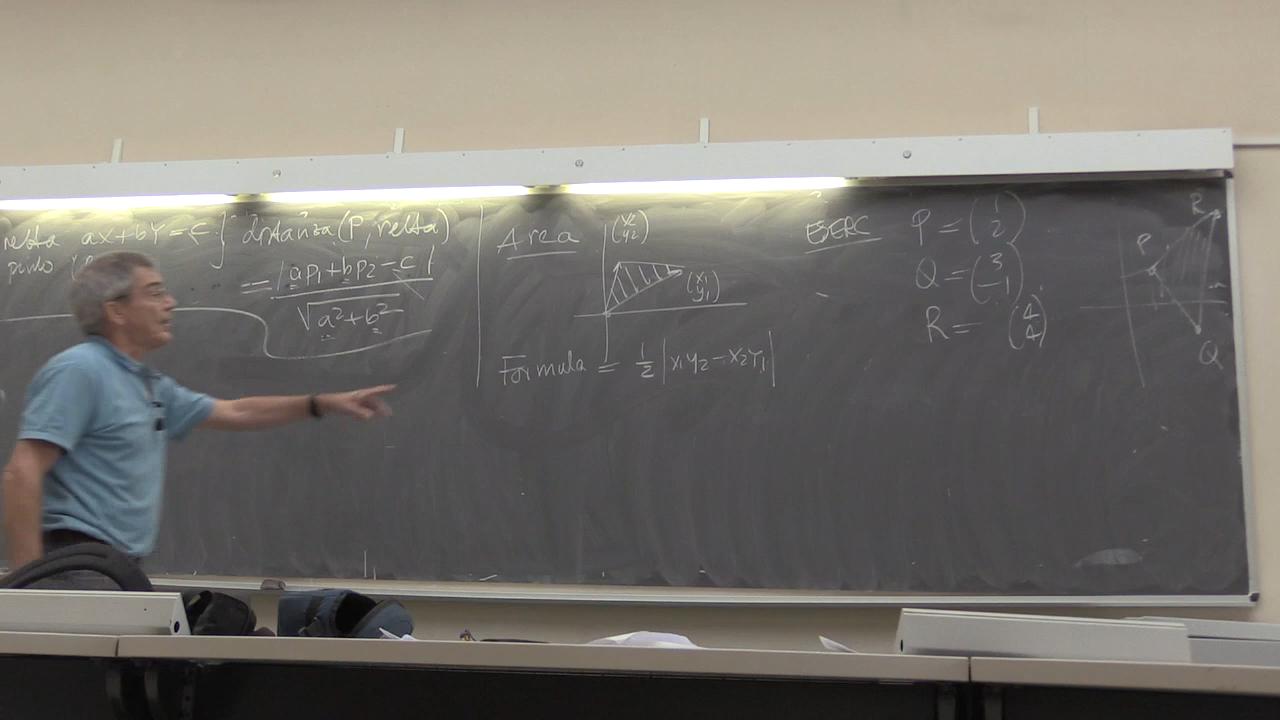 retta ax+by=c } distanza (P, retta)
punto
= |ap₁+bp₂-c| / √(a²+b²)
Area
(x₂ y₂)
(x₁ y₁)
Formula = 1/2 |x₁y₂-x₂y₁|
ESERC P = (1 2)
Q = (3 -1)
R = (4 4)
R
P
Q